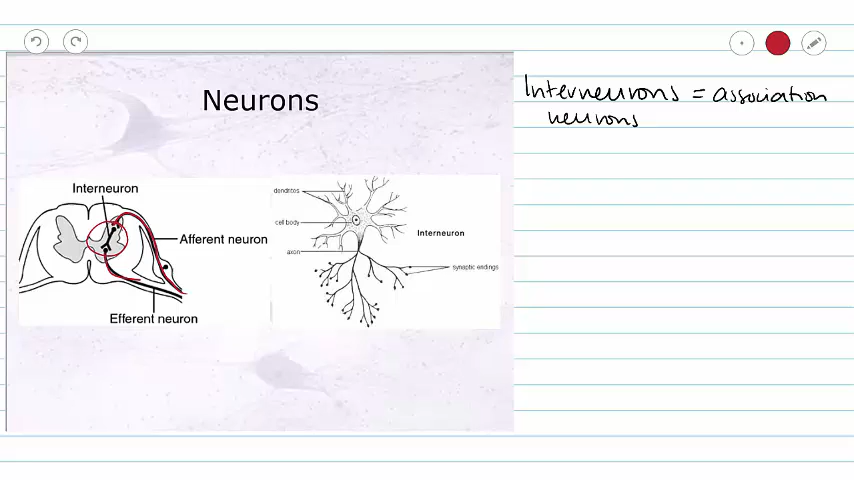 Neurons
Interneurons = association
neurons
Interneuron
Afferent neuron
Efferent neuron
dendrites
cell body
axon
Interneuron
synaptic endings